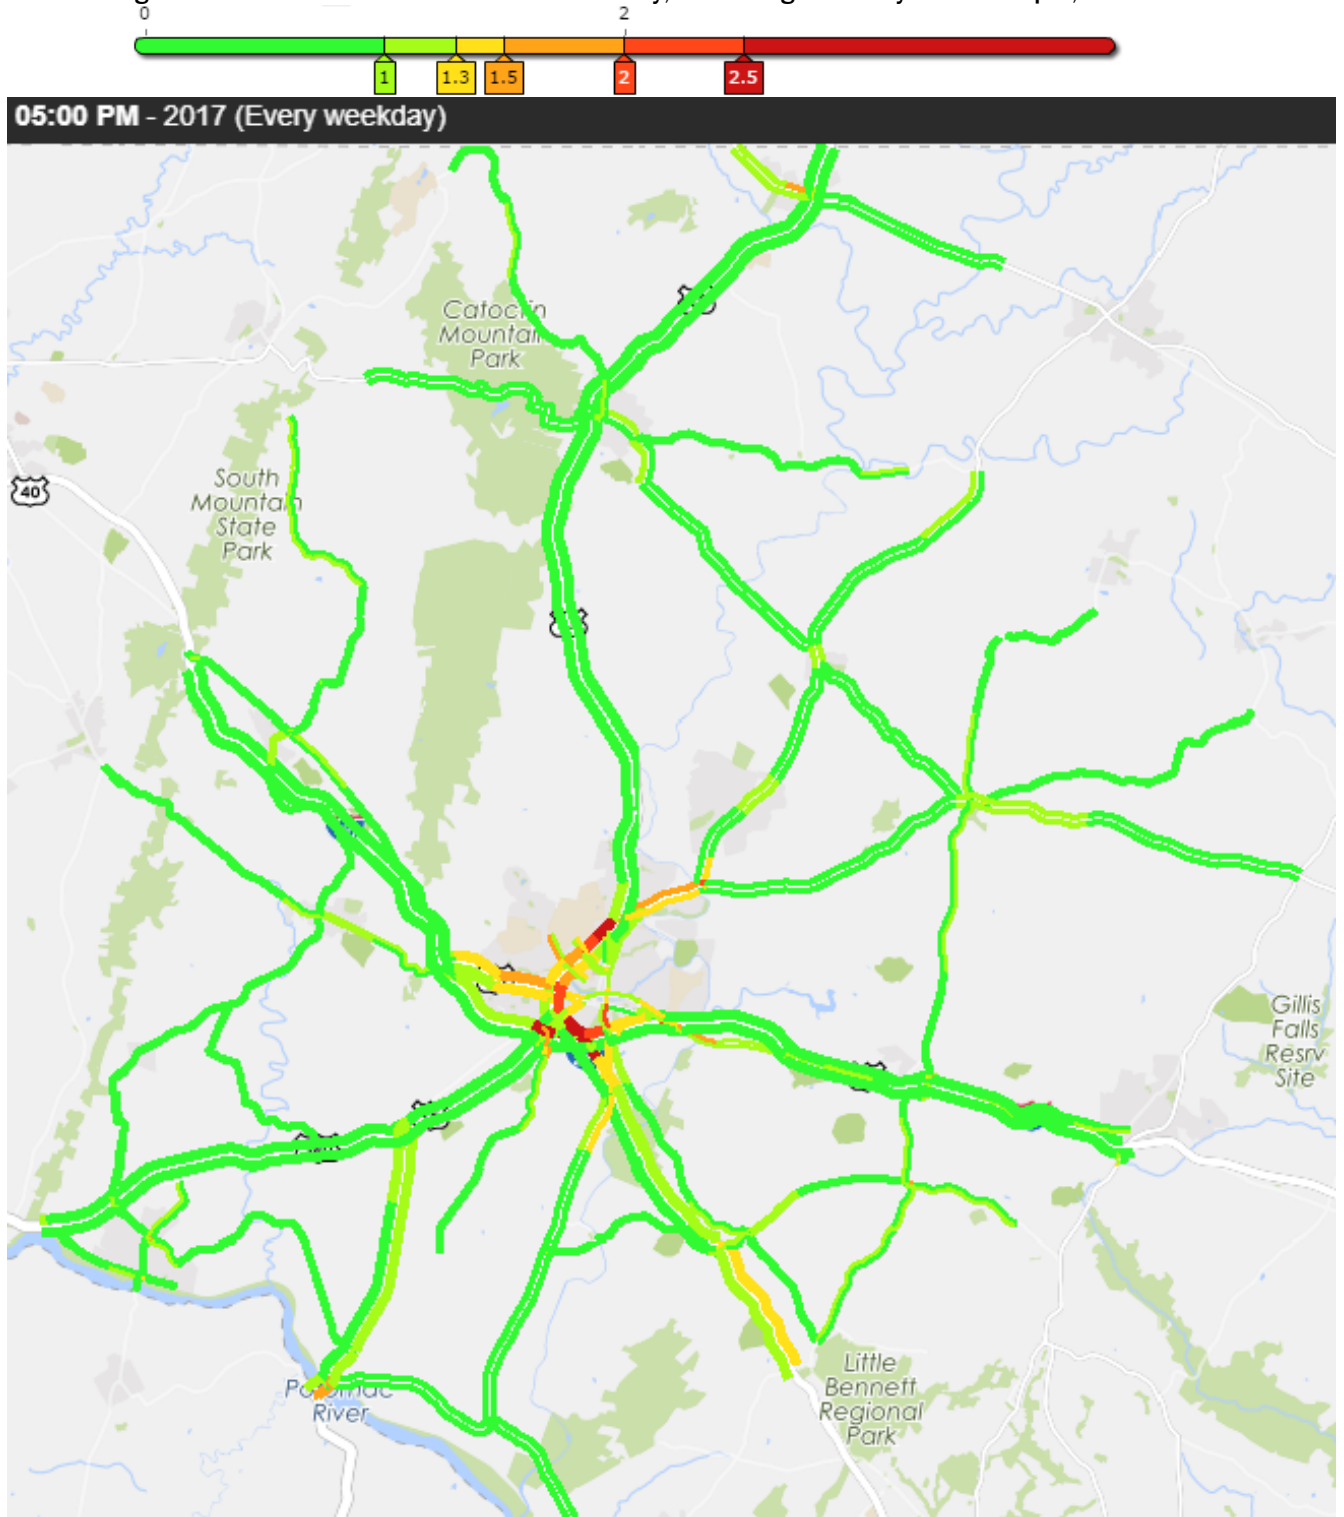 0 2
1 1.3 1.5 2 2.5
05:00 PM - 2017 (Every weekday)
Catoctin
Mountain
Park
South
Mountain
State
Park
40
Gillis
Falls
Resrv
Site
Little
Bennett
Regional
Park
Potomac
River